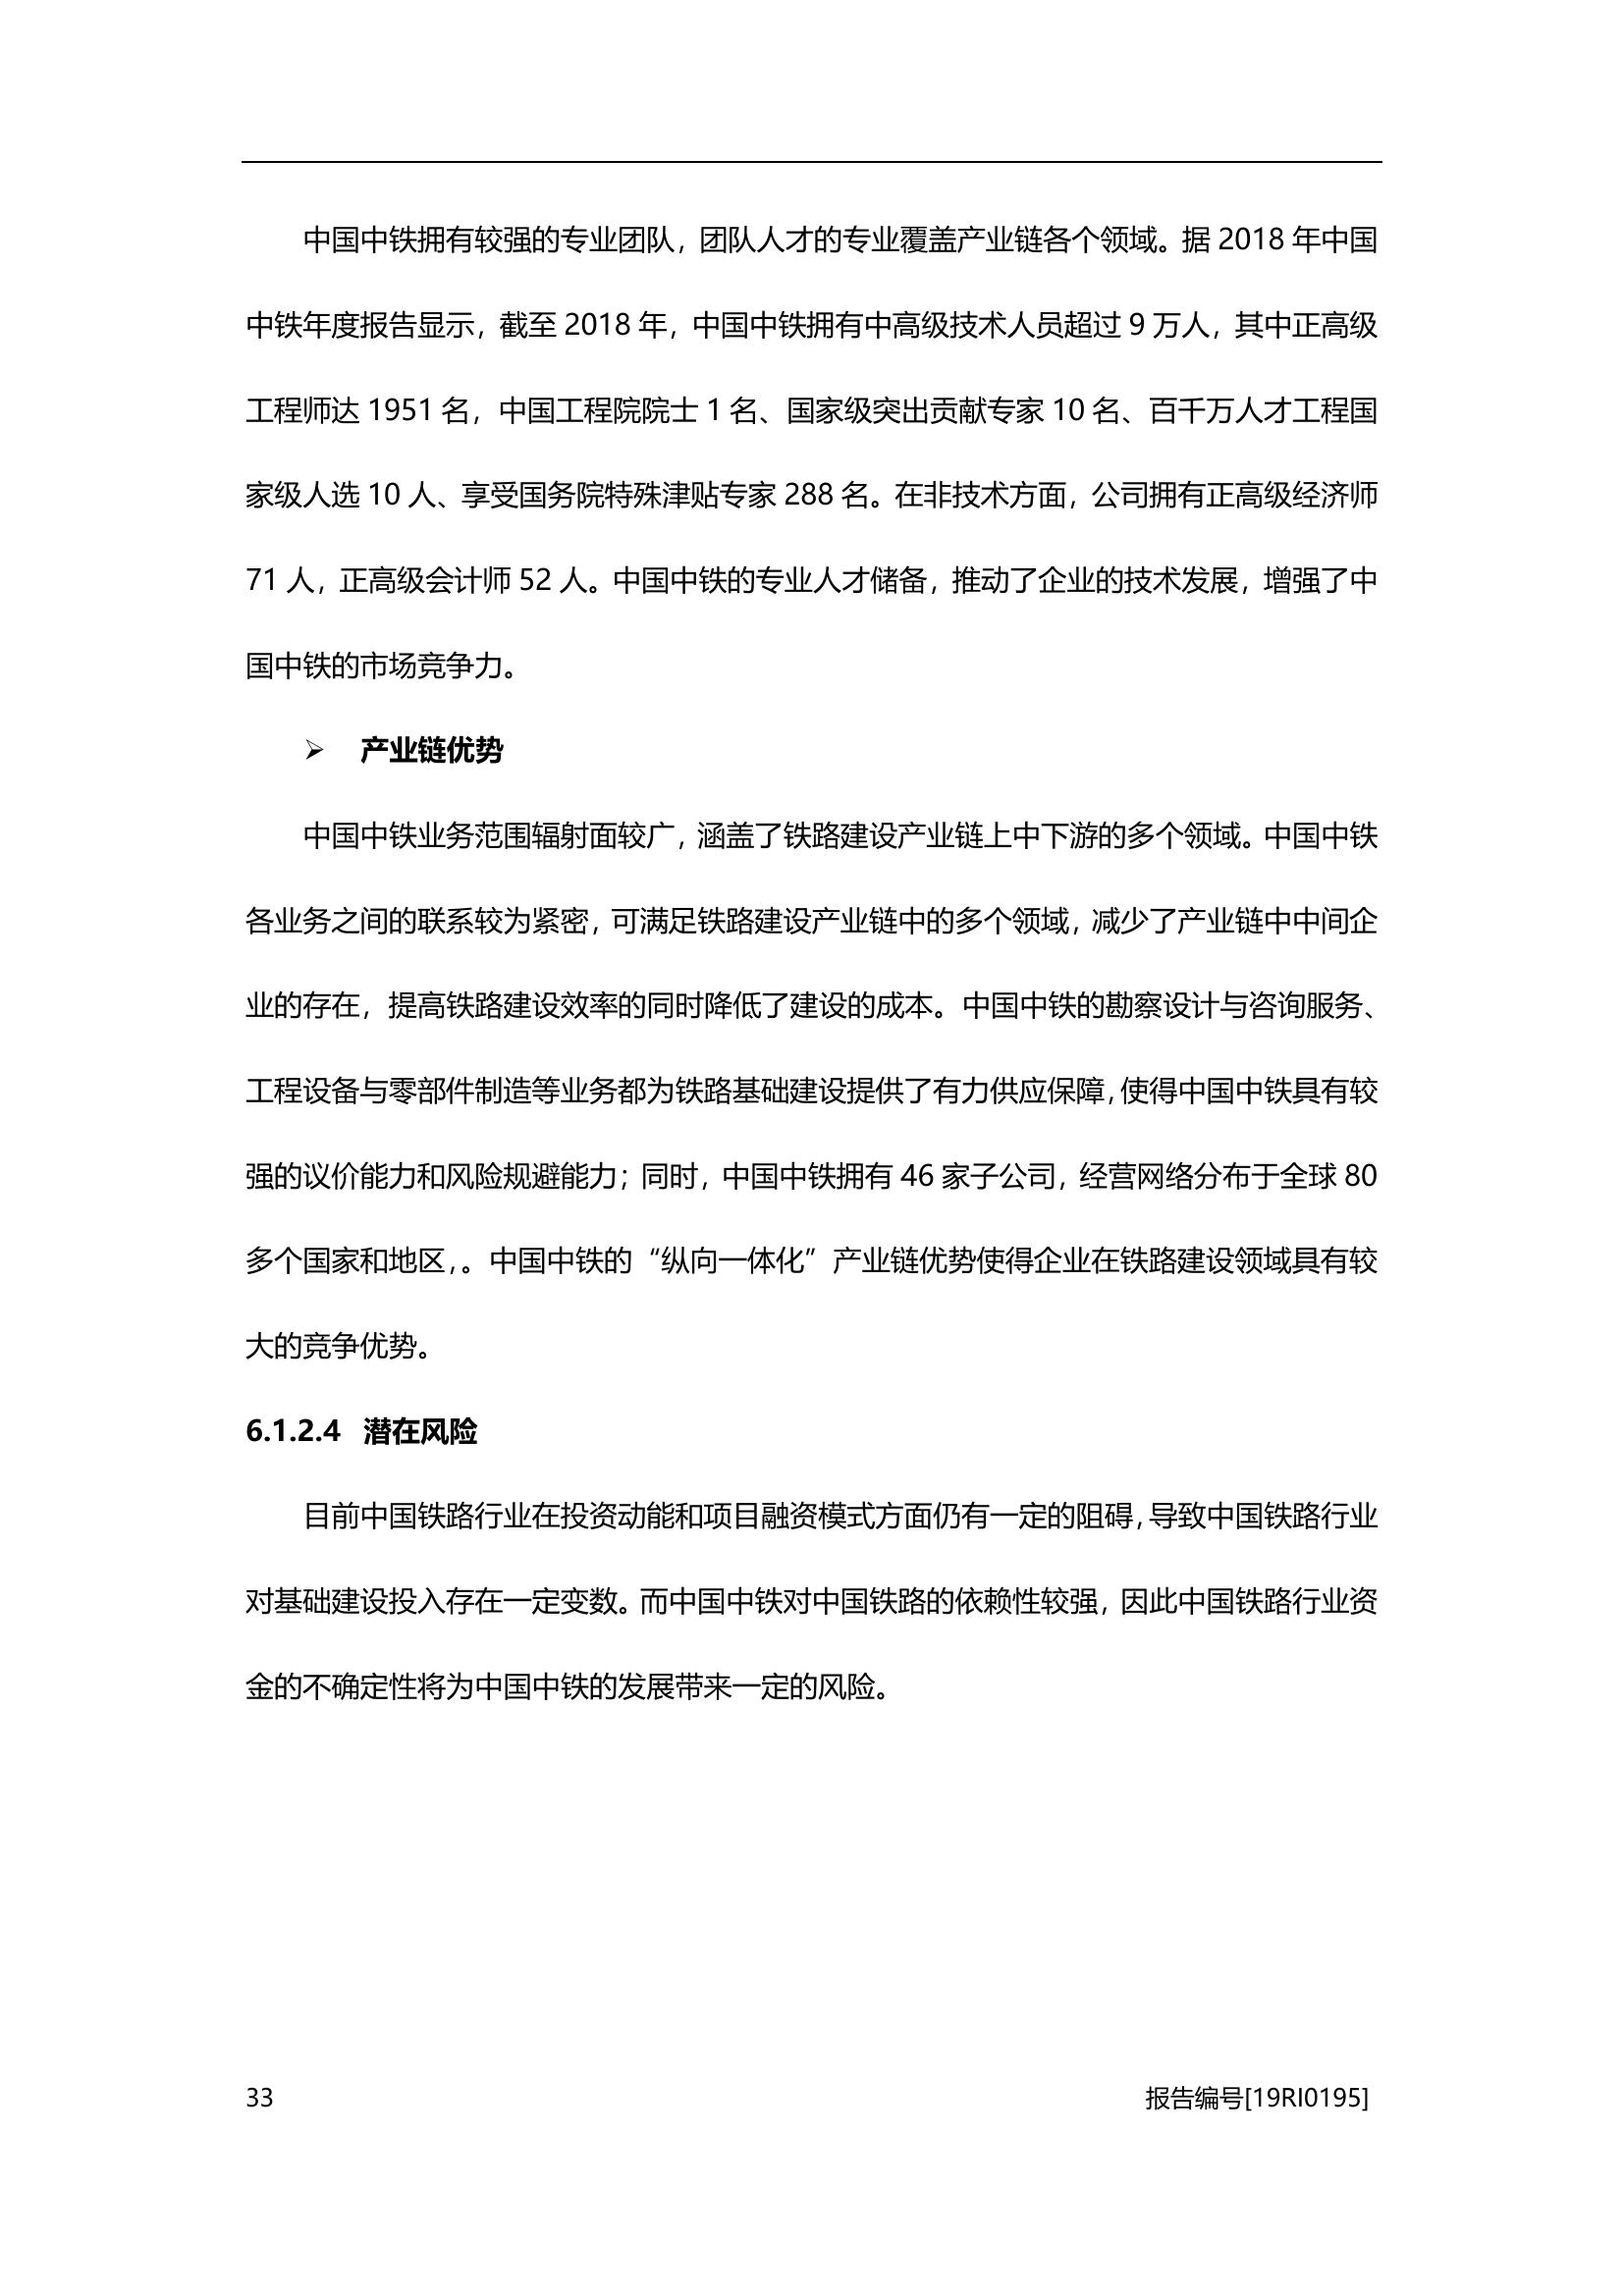 中国中铁拥有较强的专业团队，团队人才的专业覆盖产业链各个领域。据 2018 年中国
中铁年度报告显示，截至 2018 年，中国中铁拥有中高级技术人员超过 9 万人，其中正高级
工程师达 1951 名，中国工程院院士 1 名、国家级突出贡献专家 10 名、百千万人才工程国
家级人选 10 人、享受国务院特殊津贴专家 288 名。在非技术方面，公司拥有正高级经济师
71 人，正高级会计师 52 人。中国中铁的专业人才储备，推动了企业的技术发展，增强了中
国中铁的市场竞争力。
➢ 产业链优势
中国中铁业务范围辐射面较广，涵盖了铁路建设产业链上中下游的多个领域。中国中铁
各业务之间的联系较为紧密，可满足铁路建设产业链中的多个领域，减少了产业链中中间企
业的存在，提高铁路建设效率的同时降低了建设的成本。中国中铁的勘察设计与咨询服务、
工程设备与零部件制造等业务都为铁路基础建设提供了有力供应保障，使得中国中铁具有较
强的议价能力和风险规避能力；同时，中国中铁拥有 46 家子公司，经营网络分布于全球 80
多个国家和地区，。中国中铁的“纵向一体化”产业链优势使得企业在铁路建设领域具有较
大的竞争优势。
6.1.2.4 潜在风险
目前中国铁路行业在投资动能和项目融资模式方面仍有一定的阻碍，导致中国铁路行业
对基础建设投入存在一定变数。而中国中铁对中国铁路的依赖性较强，因此中国铁路行业资
金的不确定性将为中国中铁的发展带来一定的风险。
33 报告编号[19RI0195]